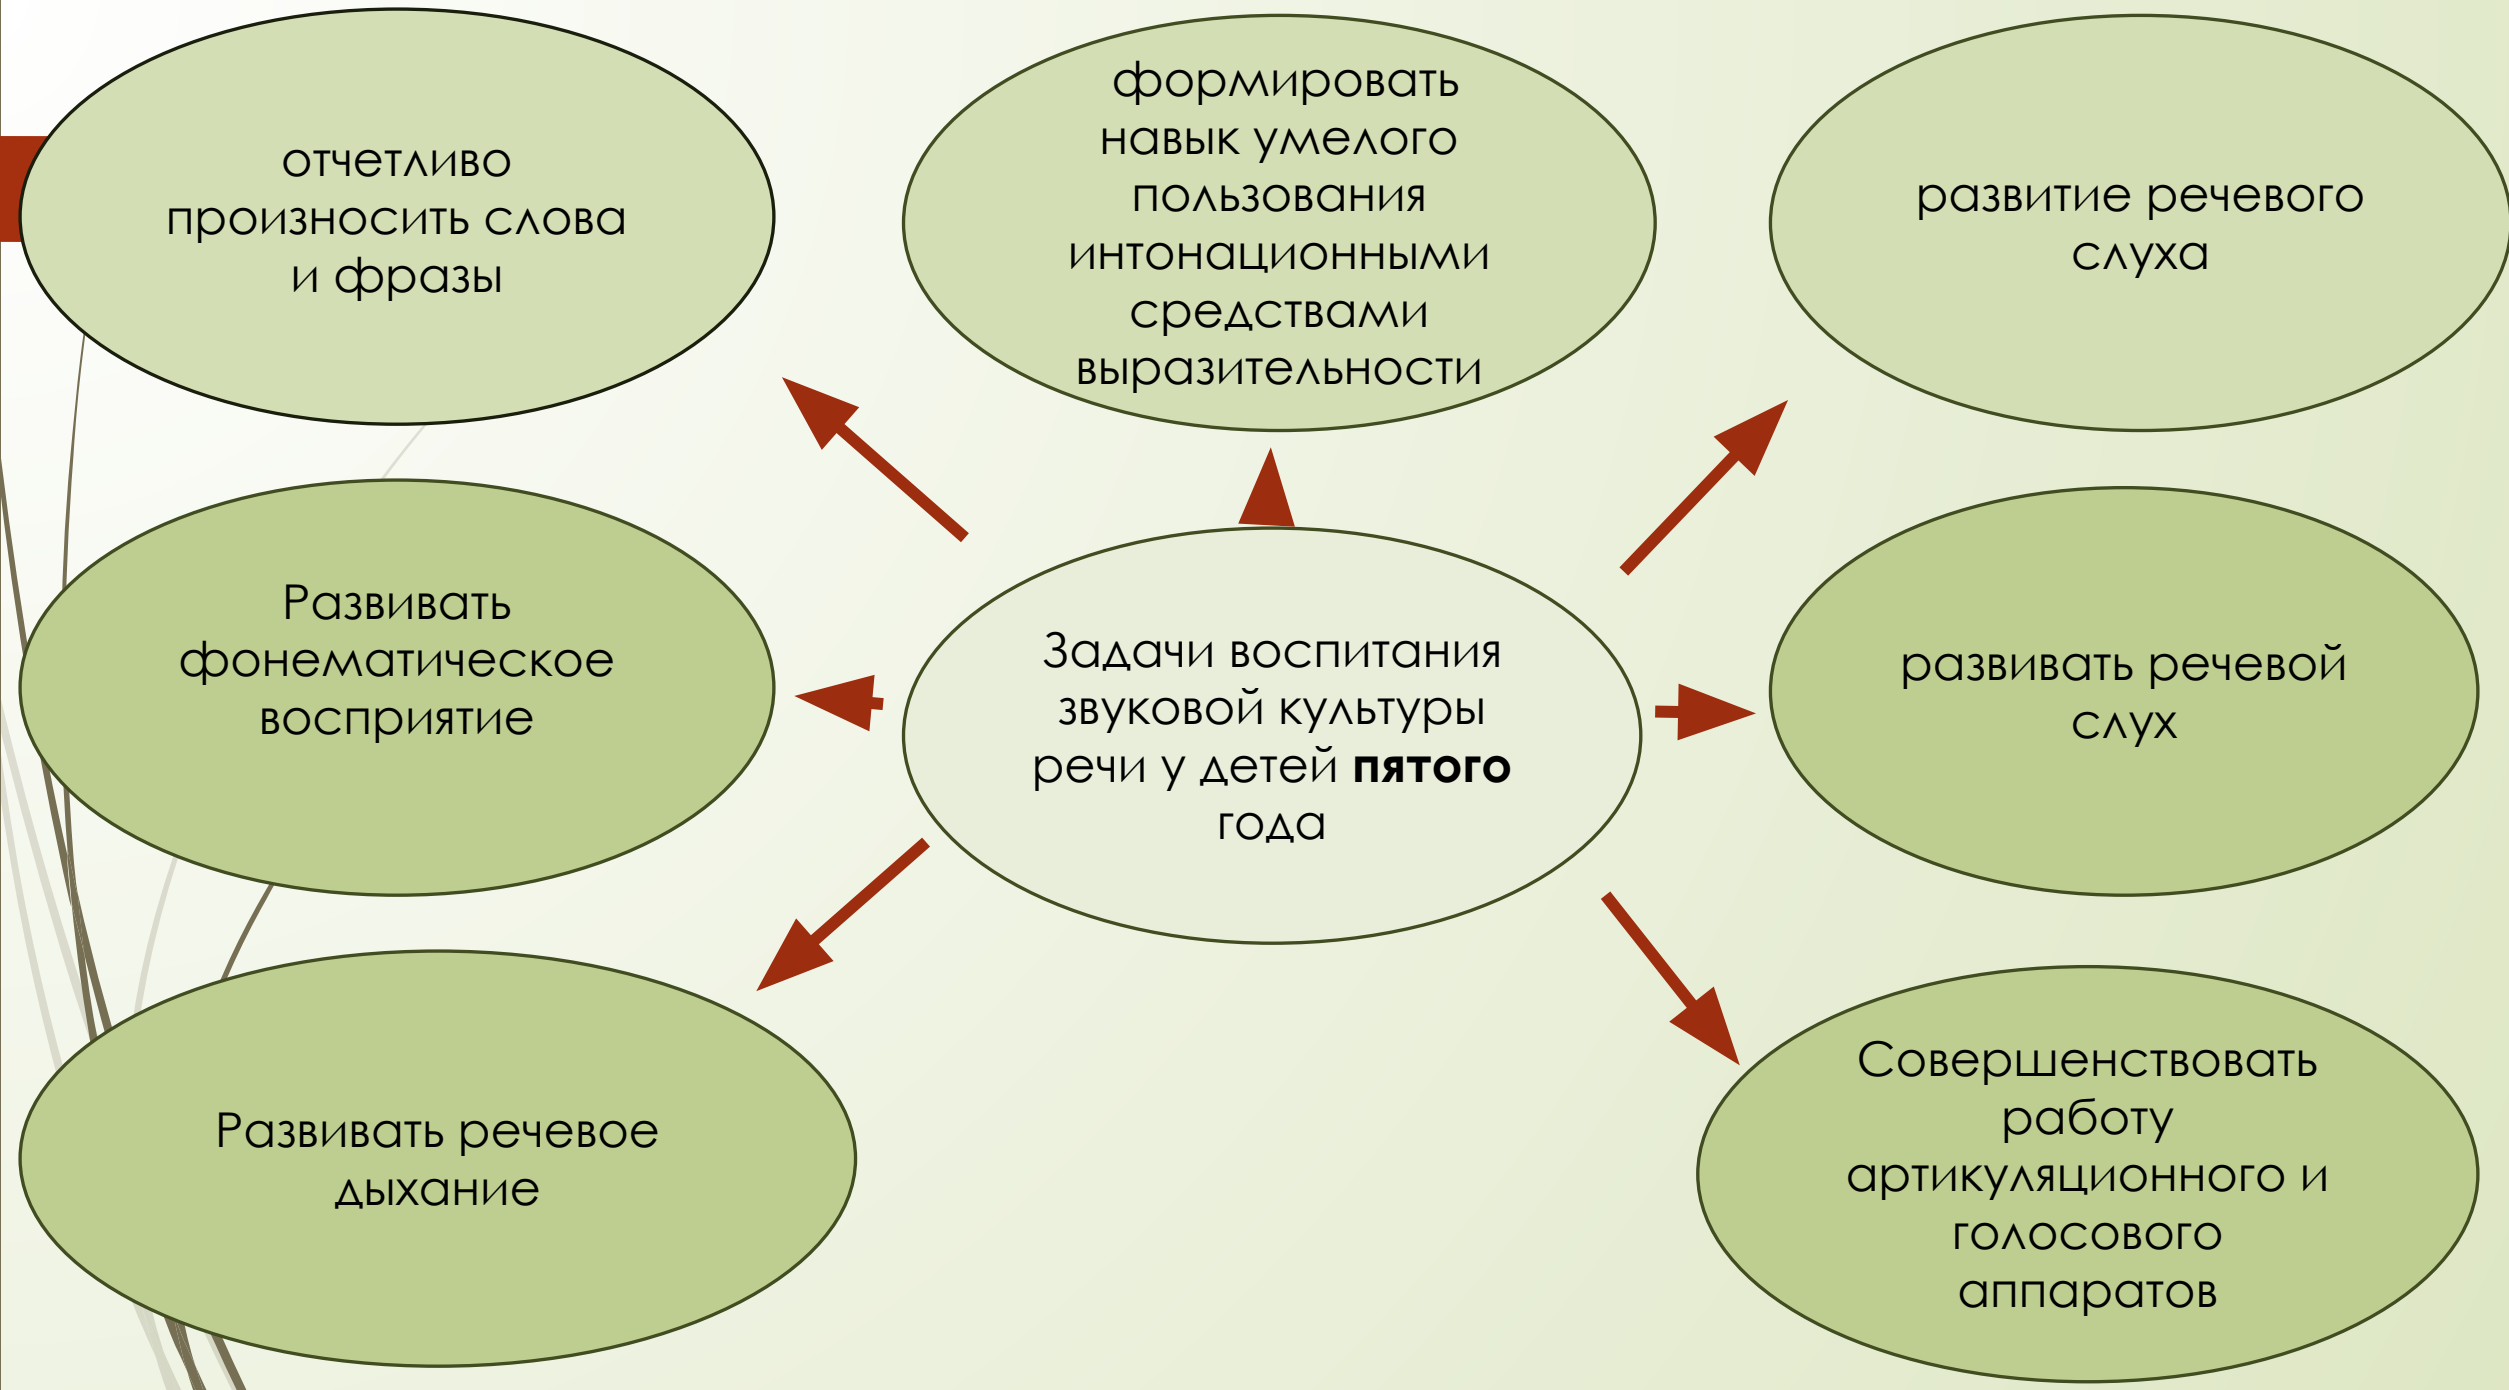 отчетливо
произносить слова
и фразы
формировать
навык умелого
пользования
интонационными
средствами
выразительности
развитие речевого
слуха
Развивать
фонематическое
восприятие
Задачи воспитания
звуковой культуры
речи у детей пятого
года
развивать речевой
слух
Развивать речевое
дыхание
Совершенствовать
работу
артикуляционного и
голосового
аппаратов